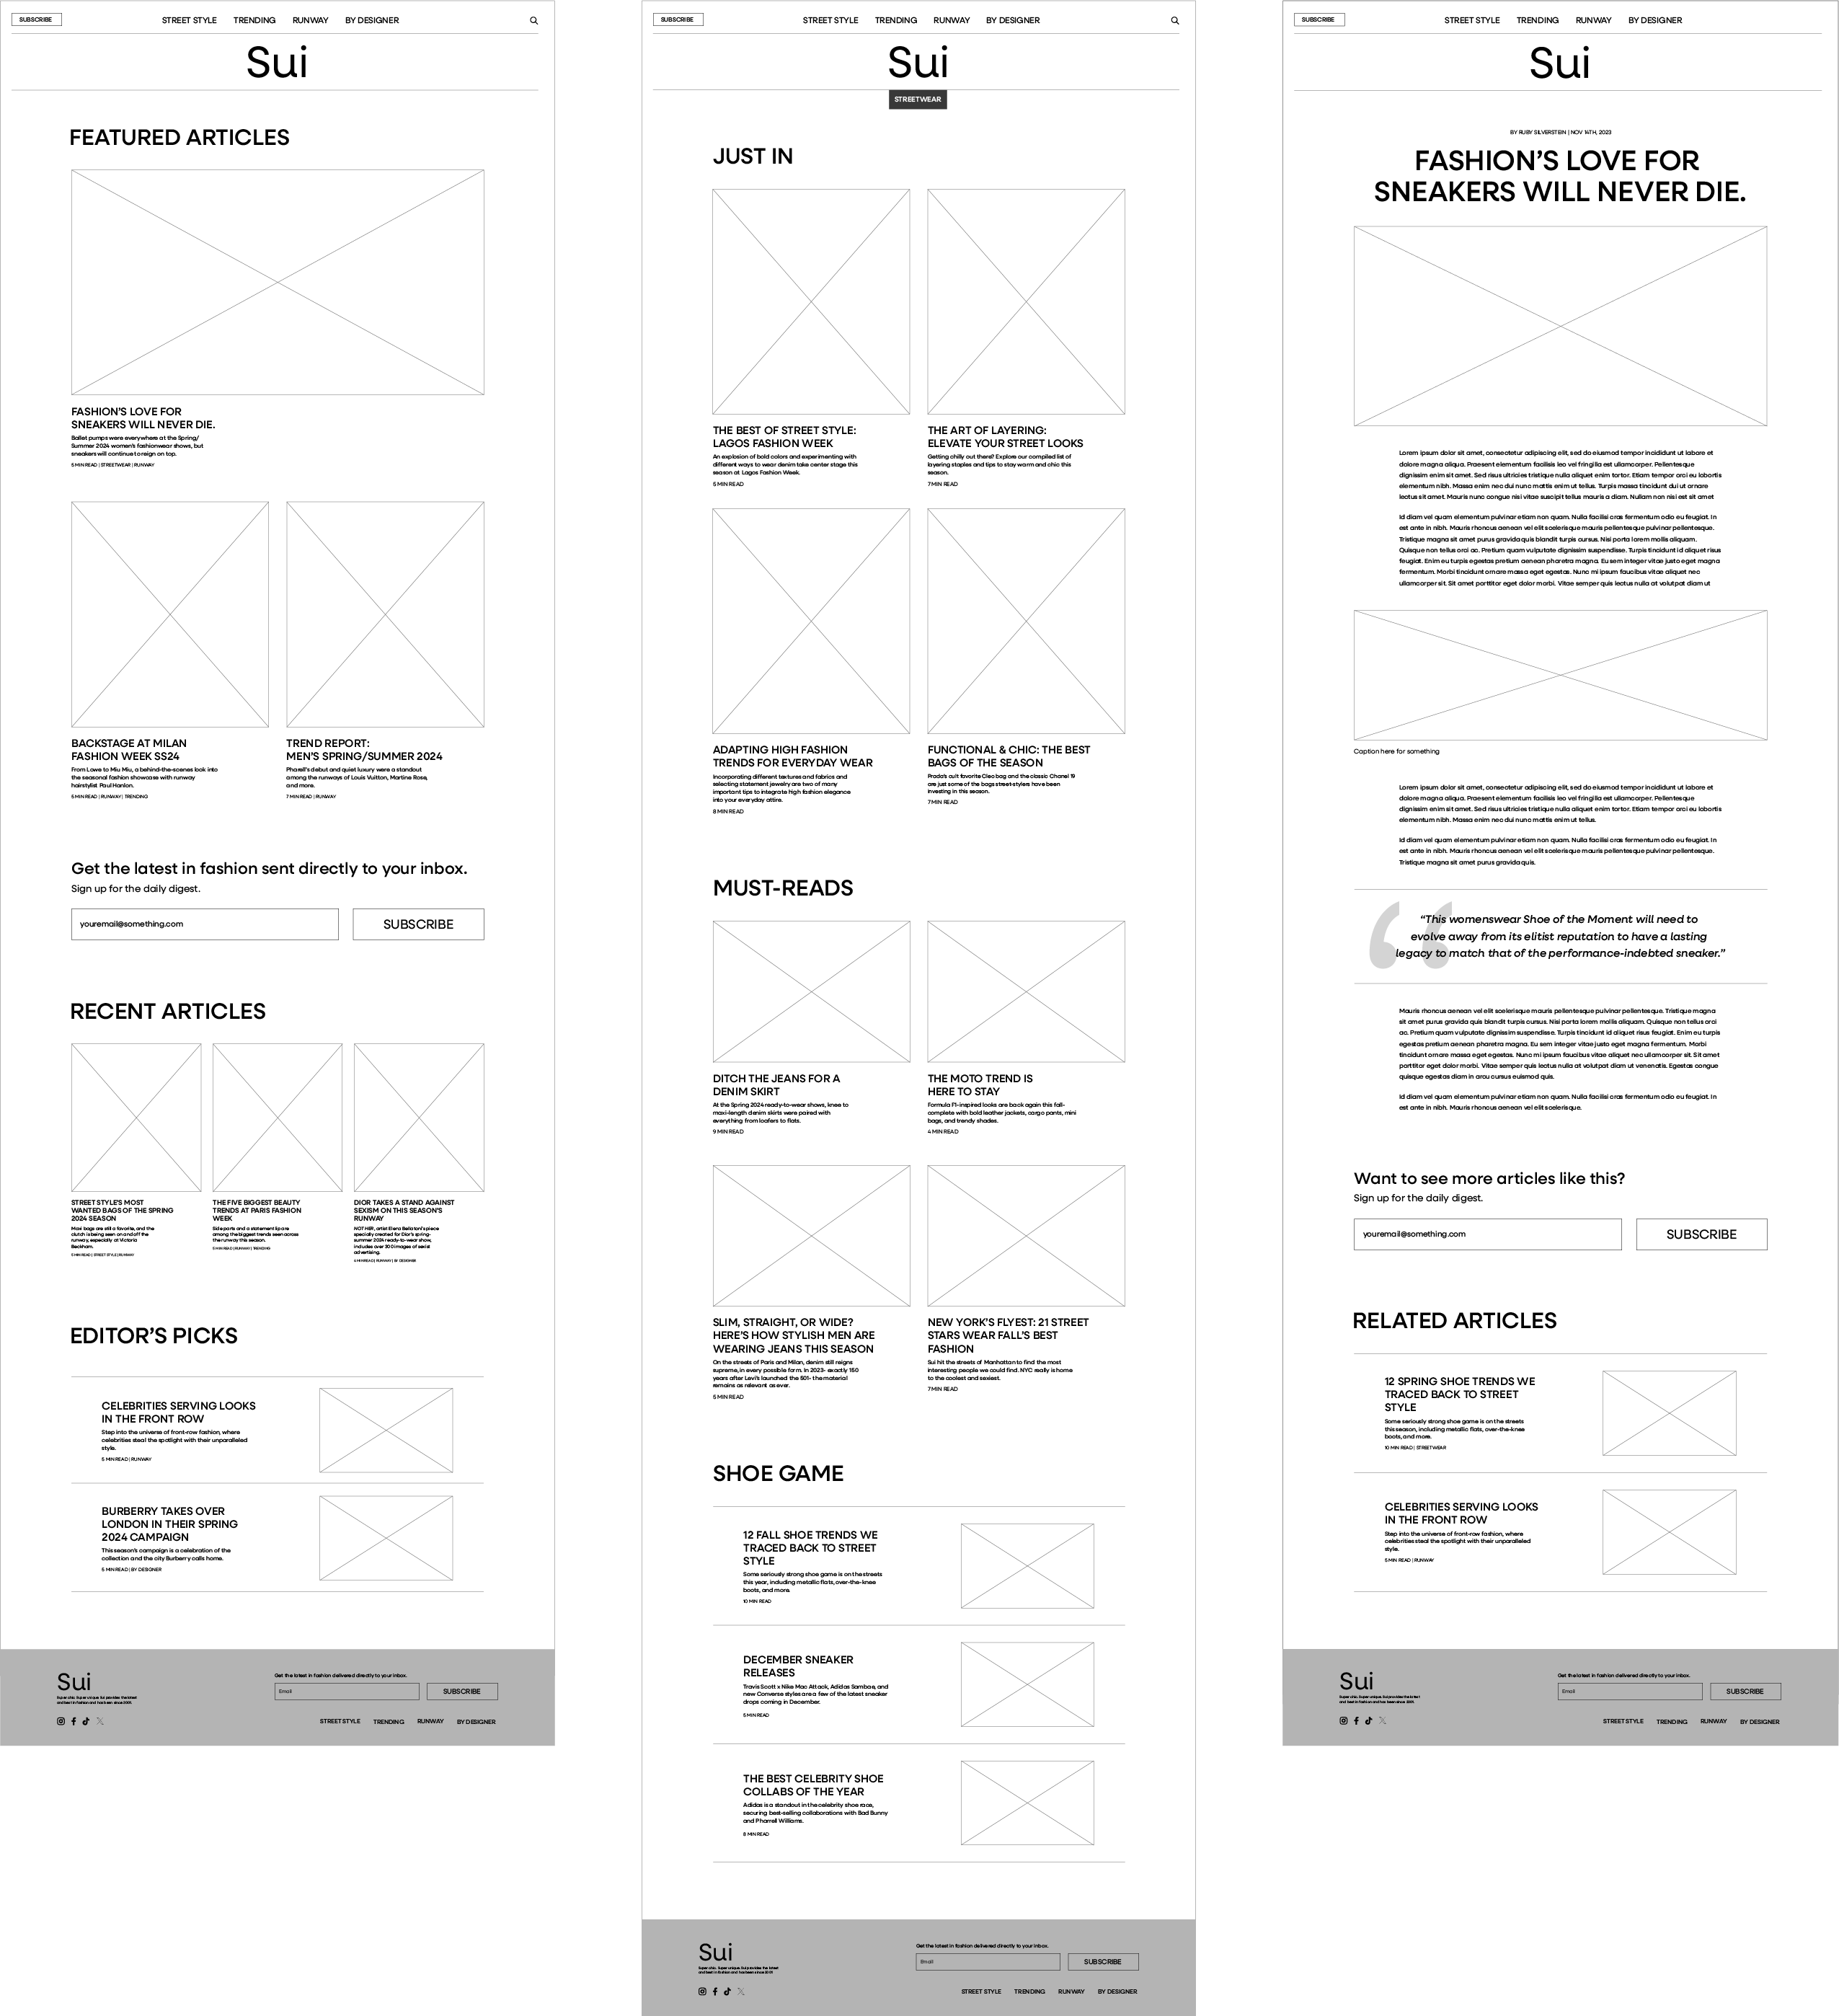 SUBSCRIBE
STREET STYLE TRENDING RUNWAY BY DESIGNER
Sui
FEATURED ARTICLES
FASHION'S LOVE FOR
SNEAKERS WILL NEVER DIE.
Ballet pumps were everywhere at the Spring/
Summer 2024 women's fashionwear shows, but
sneakers will continue to reign on top.
5 MIN READ | STREETWEAR | RUNWAY
BACKSTAGE AT MILAN
FASHION WEEK SS24
From Lowe to Miu Miu, a behind-the-scenes look into
the seasonal fashion showcase with runway
hairstylist Paul Hanlon.
5 MIN READ | RUNWAY | TRENDING
TREND REPORT:
MEN'S SPRING/SUMMER 2024
Pharell's debut and quiet luxury were a standout
among the runways of Louis Vuitton, Martine Rose,
and more.
7 MIN READ | RUNWAY
Get the latest in fashion sent directly to your inbox.
Sign up for the daily digest.
youremail@something.com SUBSCRIBE
RECENT ARTICLES
STREET STYLE'S MOST
WANTED BAGS OF THE SPRING
2024 SEASON
Maxi bags are still a favorite, and the
clutch is being seen on and off the
runway, especially at Victoria
Beckham.
5 MIN READ | STREET STYLE | RUNWAY
THE FIVE BIGGEST BEAUTY
TRENDS AT PARIS FASHION
WEEK
Side parts and a statement lip are
among the biggest trends seen across
the runway this season.
5 MIN READ | RUNWAY | TRENDING
DIOR TAKES A STAND AGAINST
SEXISM ON THIS SEASON'S
RUNWAY
NOT HER, artist Elena Bellatoni's piece
specially created for Dior's spring-
summer 2024 ready-to-wear show,
includes over 300 images of sexist
advertising.
4 MIN READ | RUNWAY | BY DESIGNER
EDITOR'S PICKS
CELEBRITIES SERVING LOOKS
IN THE FRONT ROW
Step into the universe of front-row fashion, where
celebrities steal the spotlight with their unparalleled
style.
5 MIN READ | RUNWAY
BURBERRY TAKES OVER
LONDON IN THEIR SPRING
2024 CAMPAIGN
This season's campaign is a celebration of the
collection and the city Burberry calls home.
5 MIN READ | BY DESIGNER
Sui
Super chic. Super unique. Sui provides the latest
and best in fashion and has been since 2001.
Get the latest in fashion delivered directly to your inbox.
Email SUBSCRIBE
STREET STYLE TRENDING RUNWAY BY DESIGNER
SUBSCRIBE
STREET STYLE TRENDING RUNWAY BY DESIGNER
Sui
STREETWEAR
JUST IN
THE BEST OF STREET STYLE:
LAGOS FASHION WEEK
An explosion of bold colors and experimenting with
different ways to wear denim take center stage this
season at Lagos Fashion Week.
5 MIN READ
THE ART OF LAYERING:
ELEVATE YOUR STREET LOOKS
Getting chilly out there? Explore our compiled list of
layering staples and tips to stay warm and chic this
season.
7 MIN READ
ADAPTING HIGH FASHION
TRENDS FOR EVERYDAY WEAR
Incorporating different textures and fabrics and
selecting statement jewelry are two of many
important tips to integrate high fashion elegance
into your everyday attire.
8 MIN READ
FUNCTIONAL & CHIC: THE BEST
BAGS OF THE SEASON
Prada's cult favorite Cleo bag and the classic Chanel 19
are just some of the bags street-stylers have been
investing in this season.
7 MIN READ
MUST-READS
DITCH THE JEANS FOR A
DENIM SKIRT
At the Spring 2024 ready-to-wear shows, knee to
maxi-length denim skirts were paired with
everything from loafers to flats.
9 MIN READ
THE MOTO TREND IS
HERE TO STAY
Formula F1-inspired looks are back again this fall-
complete with bold leather jackets, cargo pants, mini
bags, and trendy shades.
4 MIN READ
SLIM, STRAIGHT, OR WIDE?
HERE'S HOW STYLISH MEN ARE
WEARING JEANS THIS SEASON
On the streets of Paris and Milan, denim still reigns
supreme, in every possible form. In 2023- exactly 150
years after Levi's launched the 501- the material
remains as relevant as ever.
5 MIN READ
NEW YORK'S FLYEST: 21 STREET
STARS WEAR FALL'S BEST
FASHION
Sui hit the streets of Manhattan to find the most
interesting people we could find. NYC really is home
to the coolest and sexiest.
7 MIN READ
SHOE GAME
12 FALL SHOE TRENDS WE
TRACED BACK TO STREET
STYLE
Some seriously strong shoe game is on the streets
this year, including metallic flats, over-the-knee
boots, and more.
10 MIN READ
DECEMBER SNEAKER
RELEASES
Travis Scott x Nike Mac Attack, Adidas Sambae, and
new Converse styles are a few of the latest sneaker
drops coming in December.
5 MIN READ
THE BEST CELEBRITY SHOE
COLLABS OF THE YEAR
Adidas is a standout in the celebrity shoe race,
securing best-selling collaborations with Bad Bunny
and Pharrell Williams.
8 MIN READ
Sui
Super chic. Super unique. Sui provides the latest
and best in fashion and has been since 2001.
Get the latest in fashion delivered directly to your inbox.
Email SUBSCRIBE
STREET STYLE TRENDING RUNWAY BY DESIGNER
SUBSCRIBE
STREET STYLE TRENDING RUNWAY BY DESIGNER
Sui
BY RUBY SILVERSTEIN | NOV 14TH, 2023
FASHION'S LOVE FOR
SNEAKERS WILL NEVER DIE.
Lorem ipsum dolor sit amet, consectetur adipiscing elit, sed do eiusmod tempor incididunt ut labore et
dolore magna aliqua. Praesent elementum facilisis leo vel fringilla est ullamcorper. Pellentesque
dignissim enim sit amet. Sed risus ultricies tristique nulla aliquet enim tortor. Etiam tempor orci eu lobortis
elementum nibh. Massa enim nec dui nunc mattis enim ut tellus. Turpis massa tincidunt dui ut ornare
lectus sit amet. Mauris nunc congue nisi vitae suscipit tellus mauris a diam. Nullam non nisi est sit amet
Id diam vel quam elementum pulvinar etiam non quam. Nulla facilisi cras fermentum odio eu feugiat. In
est ante in nibh. Mauris rhoncus aenean vel elit scelerisque mauris pellentesque pulvinar pellentesque.
Tristique magna sit amet purus gravida quis blandit turpis cursus. Nisi porta lorem mollis aliquam.
Quisque non tellus orci ac. Pretium quam vulputate dignissim suspendisse. Turpis tincidunt id aliquet risus
feugiat. Enim eu turpis egestas pretium aenean pharetra magna. Eu sem integer vitae justo eget magna
fermentum. Morbi tincidunt ornare massa eget egestas. Nunc mi ipsum faucibus vitae aliquet nec
ullamcorper sit. Sit amet porttitor eget dolor morbi. Vitae semper quis lectus nulla at volutpat diam ut
Caption here for something
Lorem ipsum dolor sit amet, consectetur adipiscing elit, sed do eiusmod tempor incididunt ut labore et
dolore magna aliqua. Praesent elementum facilisis leo vel fringilla est ullamcorper. Pellentesque
dignissim enim sit amet. Sed risus ultricies tristique nulla aliquet enim tortor. Etiam tempor orci eu lobortis
elementum nibh. Massa enim nec dui nunc mattis enim ut tellus.
Id diam vel quam elementum pulvinar etiam non quam. Nulla facilisi cras fermentum odio eu feugiat. In
est ante in nibh. Mauris rhoncus aenean vel elit scelerisque mauris pellentesque pulvinar pellentesque.
Tristique magna sit amet purus gravida quis.
“This womenswear Shoe of the Moment will need to
evolve away from its elitist reputation to have a lasting
legacy to match that of the performance-indebted sneaker.”
Mauris rhoncus aenean vel elit scelerisque mauris pellentesque pulvinar pellentesque. Tristique magna
sit amet purus gravida quis blandit turpis cursus. Nisi porta lorem mollis aliquam. Quisque non tellus orci
ac. Pretium quam vulputate dignissim suspendisse. Turpis tincidunt id aliquet risus feugiat. Enim eu turpis
egestas pretium aenean pharetra magna. Eu sem integer vitae justo eget magna fermentum. Morbi
tincidunt ornare massa eget egestas. Nunc mi ipsum faucibus vitae aliquet nec ullamcorper sit. Sit amet
porttitor eget dolor morbi. Vitae semper quis lectus nulla at volutpat diam ut venenatis. Egestas congue
quisque egestas diam in arcu cursus euismod quis.
Id diam vel quam elementum pulvinar etiam non quam. Nulla facilisi cras fermentum odio eu feugiat. In
est ante in nibh. Mauris rhoncus aenean vel elit scelerisque.
Want to see more articles like this?
Sign up for the daily digest.
youremail@something.com SUBSCRIBE
RELATED ARTICLES
12 SPRING SHOE TRENDS WE
TRACED BACK TO STREET
STYLE
Some seriously strong shoe game is on the streets
this season, including metallic flats, over-the-knee
boots, and more.
10 MIN READ | STREETWEAR
CELEBRITIES SERVING LOOKS
IN THE FRONT ROW
Step into the universe of front-row fashion, where
celebrities steal the spotlight with their unparalleled
style.
5 MIN READ | RUNWAY
Sui
Super chic. Super unique. Sui provides the latest
and best in fashion and has been since 2001.
Get the latest in fashion delivered directly to your inbox.
Email SUBSCRIBE
STREET STYLE TRENDING RUNWAY BY DESIGNER